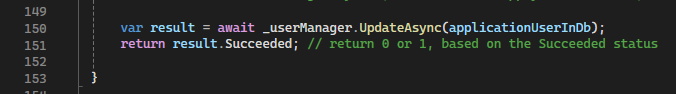 149
150 var result = await _userManager.UpdateAsync(applicationUserInDb);
151 return result.Succeeded; // return 0 or 1, based on the Succeeded status
152
153 }